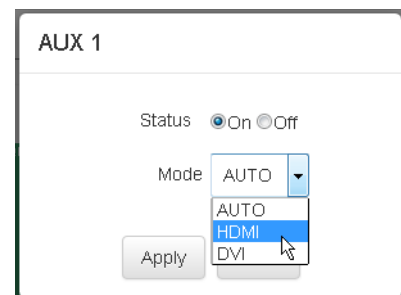 AUX 1
Status On Off
Mode AUTO
AUTO
HDMI
DVI
Apply